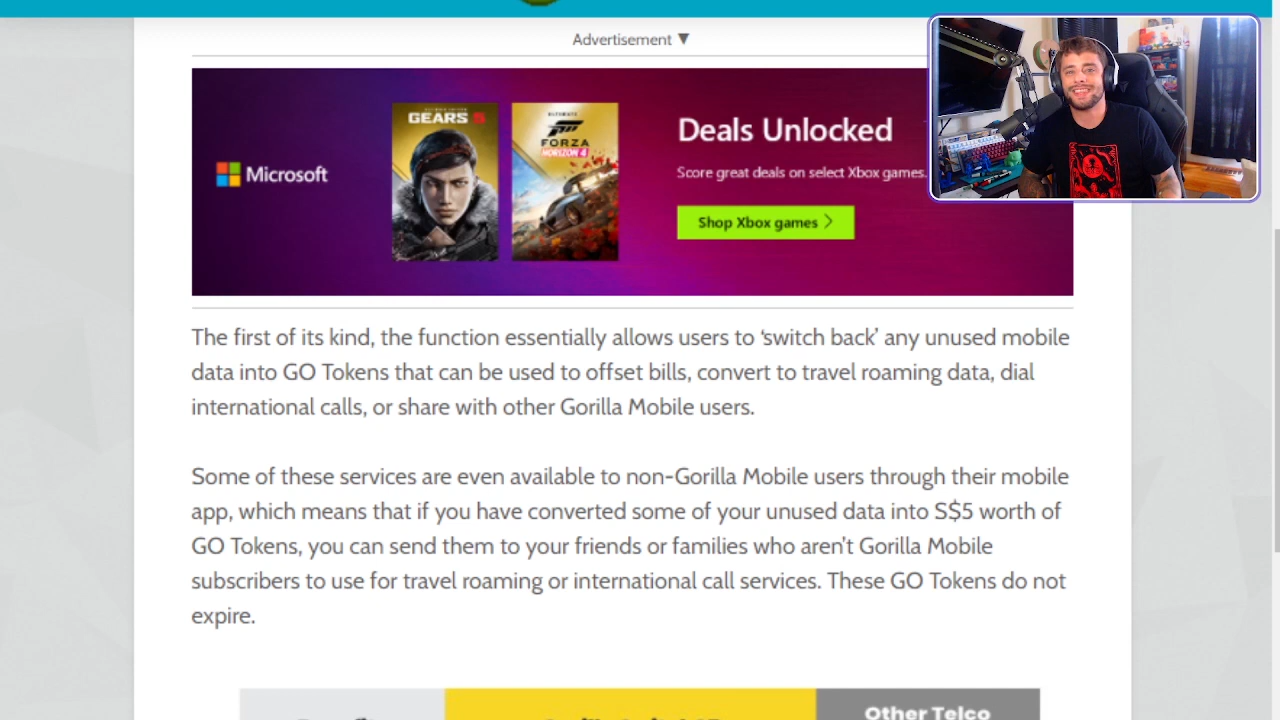 Advertisement ▼
Microsoft
GEARS 5
ULTIMATE
FORZA
HORIZON 4
Deals Unlocked
Score great deals on select Xbox games.
Shop Xbox games >
The first of its kind, the function essentially allows users to ‘switch back’ any unused mobile
data into GO Tokens that can be used to offset bills, convert to travel roaming data, dial
international calls, or share with other Gorilla Mobile users.
Some of these services are even available to non-Gorilla Mobile users through their mobile
app, which means that if you have converted some of your unused data into S$5 worth of
GO Tokens, you can send them to your friends or families who aren’t Gorilla Mobile
subscribers to use for travel roaming or international call services. These GO Tokens do not
expire.
Other Telco